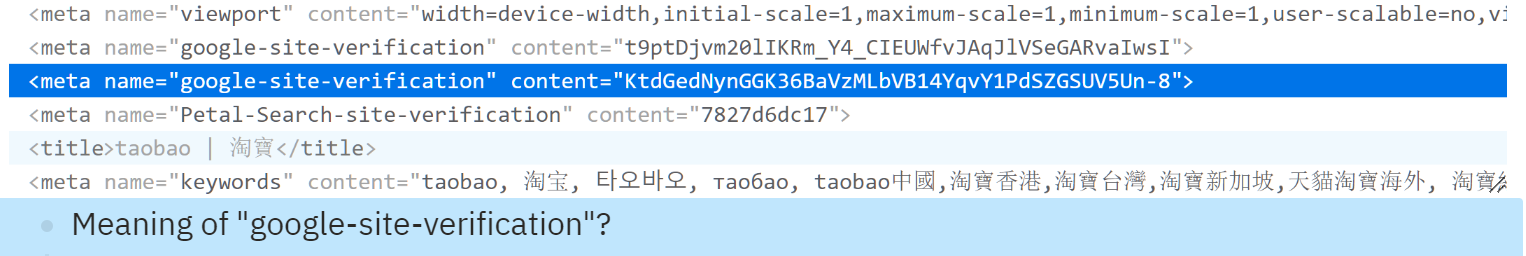 <meta name="viewport" content="width=device-width,initial-scale=1,maximum-scale=1,minimum-scale=1,user-scalable=no,vi
<meta name="google-site-verification" content="t9ptDjvm20lIKRm_Y4_CIEUWfvJAqJlVSeGARvaIwsI">
<meta name="google-site-verification" content="KtdGedNynGGK36BaVzMLbVB14YqvY1PdSZGSUV5Un-8">
<meta name="Petal-Search-site-verification" content="7827d6dc17">
<title>taobao | 淘寶</title>
<meta name="keywords" content="taobao, 淘宝, 타오바오, таобао, taobao中國,淘寶香港,淘寶台灣,淘寶新加坡,天貓淘寶海外, 淘寶
Meaning of "google-site-verification"?